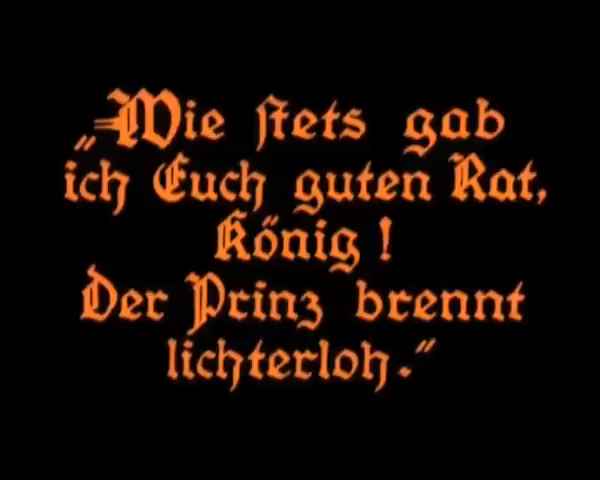 „Wie stets gab
ich Euch guten Rat,
König!
Der Prinz brennt
lichterloh.“